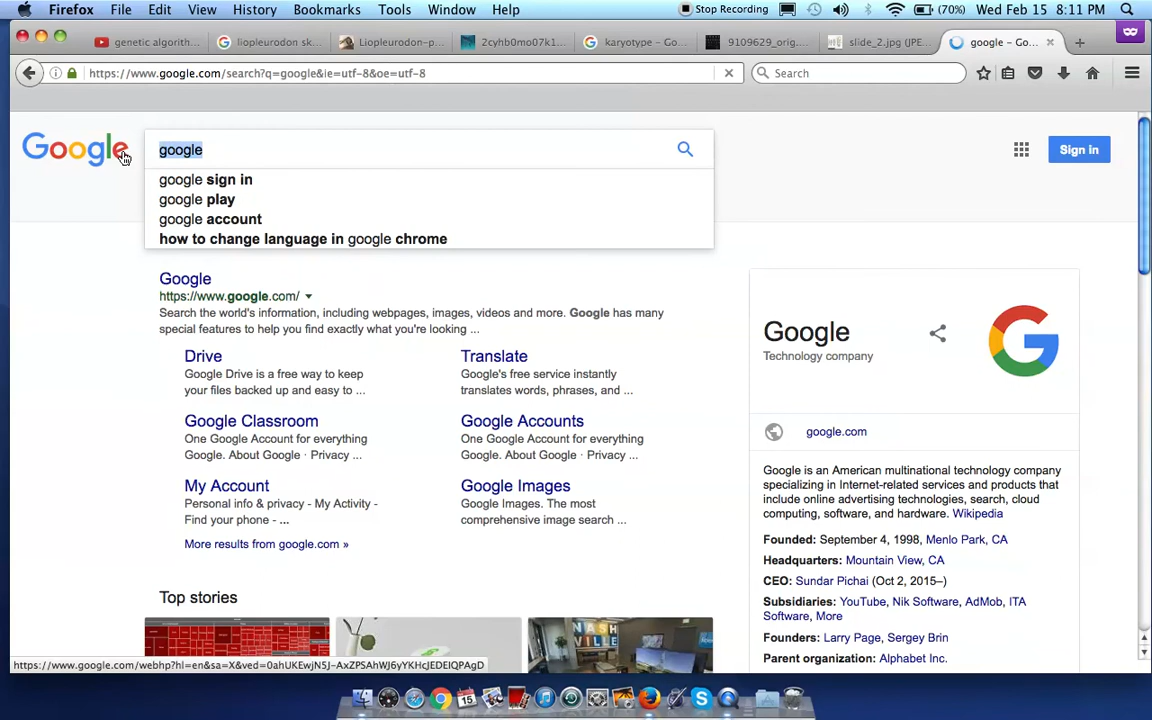 Firefox File Edit View History Bookmarks Tools Window Help Stop Recording (70%) Wed Feb 15 8:11 PM
genetic algorith... liopleurodon sk... Liopleurodon-p... 2cyhb0mo07k1... karyotype - Go... 9109629_orig.... slide_2.jpg (JPE... google - Go...
https://www.google.com/search?q=google&ie=utf-8&oe=utf-8 Search
Google google Sign in
google sign in
google play
google account
how to change language in google chrome
Google
https://www.google.com/
Search the world's information, including webpages, images, videos and more. Google has many
special features to help you find exactly what you're looking ...
Drive
Google Drive is a free way to keep
your files backed up and easy to ...
Translate
Google's free service instantly
translates words, phrases, and ...
Google Classroom
One Google Account for everything
Google. About Google · Privacy ...
Google Accounts
One Google Account for everything
Google. About Google · Privacy ...
My Account
Personal info & privacy - My Activity -
Find your phone - ...
Google Images
Google Images. The most
comprehensive image search ...
More results from google.com »
Top stories
NASHVILLE
Google
Technology company
G
google.com
Google is an American multinational technology company
specializing in Internet-related services and products that
include online advertising technologies, search, cloud
computing, software, and hardware. Wikipedia
Founded: September 4, 1998, Menlo Park, CA
Headquarters: Mountain View, CA
CEO: Sundar Pichai (Oct 2, 2015–)
Subsidiaries: YouTube, Nik Software, AdMob, ITA
Software, More
Founders: Larry Page, Sergey Brin
Parent organization: Alphabet Inc.
https://www.google.com/webhp?hl=en&sa=X&ved=0ahUKEwjN5J-AxZPSAhWJ6yYKHcJEDEIQPAgD
15